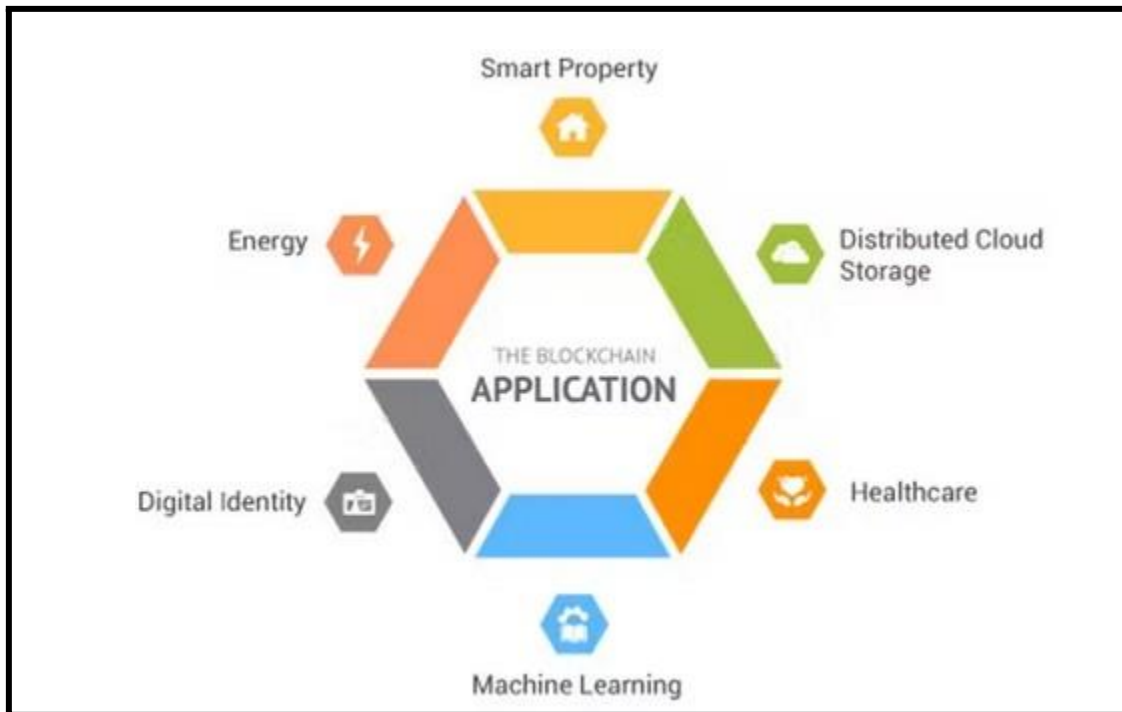 Smart Property
Energy
Distributed Cloud
Storage
THE BLOCKCHAIN
APPLICATION
Digital Identity
Healthcare
Machine Learning